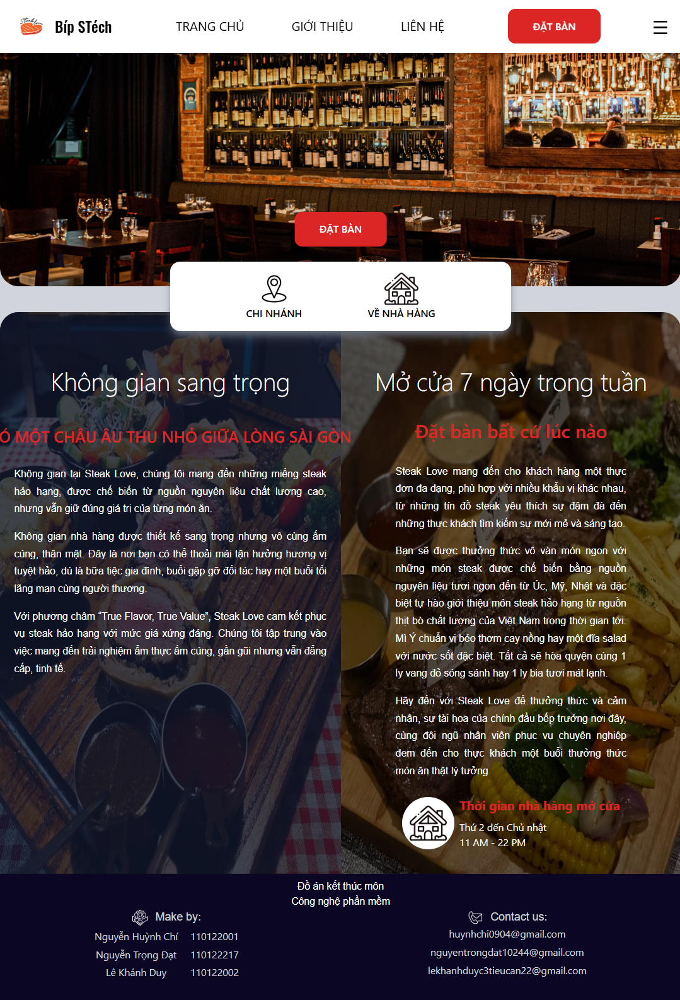 Steak Love
Bíp STéch
TRANG CHỦ
GIỚI THIỆU
LIÊN HỆ
ĐẶT BÀN
ĐẶT BÀN
CHI NHÁNH
VỀ NHÀ HÀNG
Không gian sang trọng
Ó MỘT CHÂU ÂU THU NHỎ GIỮA LÒNG SÀI GÒN
Không gian tại Steak Love, chúng tôi mang đến những miếng steak
hảo hạng, được chế biến từ nguồn nguyên liệu chất lượng cao,
nhưng vẫn giữ đúng giá trị của từng món ăn.
Không gian nhà hàng được thiết kế sang trọng nhưng vô cùng ấm
cúng, thân mật. Đây là nơi bạn có thể thoải mái tận hưởng hương vị
tuyệt hảo, dù là bữa tiệc gia đình, buổi gặp gỡ đối tác hay một buổi tối
lãng mạn cùng người thương.
Với phương châm “True Flavor, True Value”, Steak Love cam kết phục
vụ steak hảo hạng với mức giá xứng đáng. Chúng tôi tập trung vào
việc mang đến trải nghiệm ẩm thực ấm cúng, gần gũi nhưng vẫn đẳng
cấp, tinh tế.
Mở cửa 7 ngày trong tuần
Đặt bàn bất cứ lúc nào
Steak Love mang đến cho khách hàng một thực
đơn đa dạng, phù hợp với nhiều khẩu vị khác nhau,
từ những tín đồ steak yêu thích sự đậm đà đến
những thực khách tìm kiếm sự mới mẻ và sáng tạo.
Bạn sẽ được thưởng thức vô vàn món ngon với
những món steak được chế biến bằng nguồn
nguyên liệu tươi ngon đến từ Úc, Mỹ, Nhật và đặc
biệt tự hào giới thiệu món steak hảo hạng từ nguồn
thịt bò chất lượng của Việt Nam trong thời gian tới.
Mì Ý chuẩn vị béo thơm cay nồng hay một đĩa salad
với nước sốt đặc biệt. Tất cả sẽ hòa quyện cùng 1
ly vang đỏ sóng sánh hay 1 ly bia tươi mát lạnh.
Hãy đến với Steak Love để thưởng thức và cảm
nhận, sự tài hoa của chính đầu bếp trưởng nơi đây,
cùng đội ngũ nhân viên phục vụ chuyên nghiệp
đem đến cho thực khách một buổi thưởng thức
món ăn thật lý tưởng.
Thời gian nhà hàng mở cửa
Thứ 2 đến Chủ nhật
11 AM - 22 PM
Đồ án kết thúc môn
Công nghệ phần mềm
Make by:
Nguyễn Huỳnh Chí 110122001
Nguyễn Trọng Đạt 110122217
Lê Khánh Duy 110122002
Contact us:
huynhchi0904@gmail.com
nguyentrongdat10244@gmail.com
lekhanhduyc3tieucan22@gmail.com